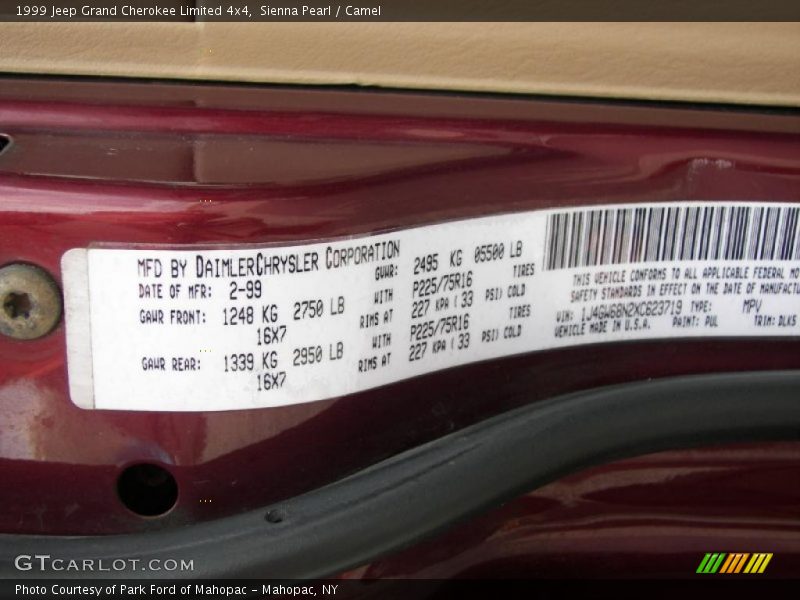 1999 Jeep Grand Cherokee Limited 4x4, Sienna Pearl / Camel
MFD BY DAIMLERCHRYSLER CORPORATION
DATE OF MFR: 2-99 GVWR: 2495 KG 05500 LB
GAWR FRONT: 1248 KG 2750 LB WITH P225/75R16 TIRES
16X7 RIMS AT 227 KPA ( 33 PSI) COLD
GAWR REAR: 1339 KG 2950 LB WITH P225/75R16 TIRES
16X7 RIMS AT 227 KPA ( 33 PSI) COLD
THIS VEHICLE CONFORMS TO ALL APPLICABLE FEDERAL MO
SAFETY STANDARDS IN EFFECT ON THE DATE OF MANUFACT
VIN: 1J4GW68N2XC623719 TYPE: MPV
VEHICLE MADE IN U.S.A. PAINT: PUL TRIM: DLK5
GTCARLOT.COM
Photo Courtesy of Park Ford of Mahopac - Mahopac, NY